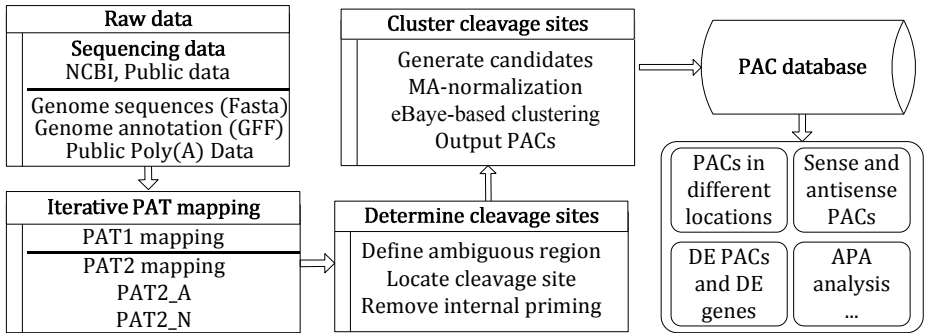 Raw data
Sequencing data
NCBI, Public data
Genome sequences (Fasta)
Genome annotation (GFF)
Public Poly(A) Data
Iterative PAT mapping
PAT1 mapping
PAT2 mapping
PAT2_A
PAT2_N
Determine cleavage sites
Define ambiguous region
Locate cleavage site
Remove internal priming
Cluster cleavage sites
Generate candidates
MA-normalization
eBaye-based clustering
Output PACs
PAC database
PACs in
different
locations
Sense and
antisense
PACs
DE PACs
and DE
genes
APA
analysis
...